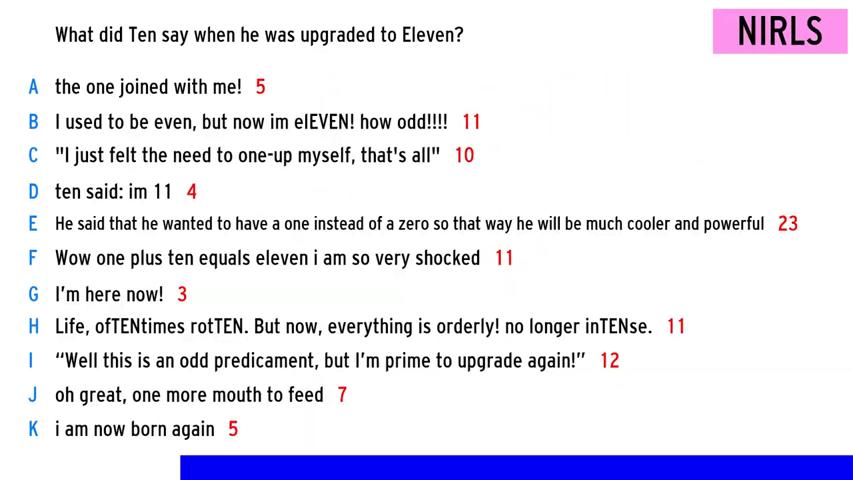 What did Ten say when he was upgraded to Eleven?
NIRLS
A the one joined with me! 5
B I used to be even, but now im elEVEN! how odd!!!! 11
C "I just felt the need to one-up myself, that's all" 10
D ten said: im 11 4
E He said that he wanted to have a one instead of a zero so that way he will be much cooler and powerful 23
F Wow one plus ten equals eleven i am so very shocked 11
G I’m here now! 3
H Life, ofTENtimes rotTEN. But now, everything is orderly! no longer inTENse. 11
I “Well this is an odd predicament, but I’m prime to upgrade again!” 12
J oh great, one more mouth to feed 7
K i am now born again 5